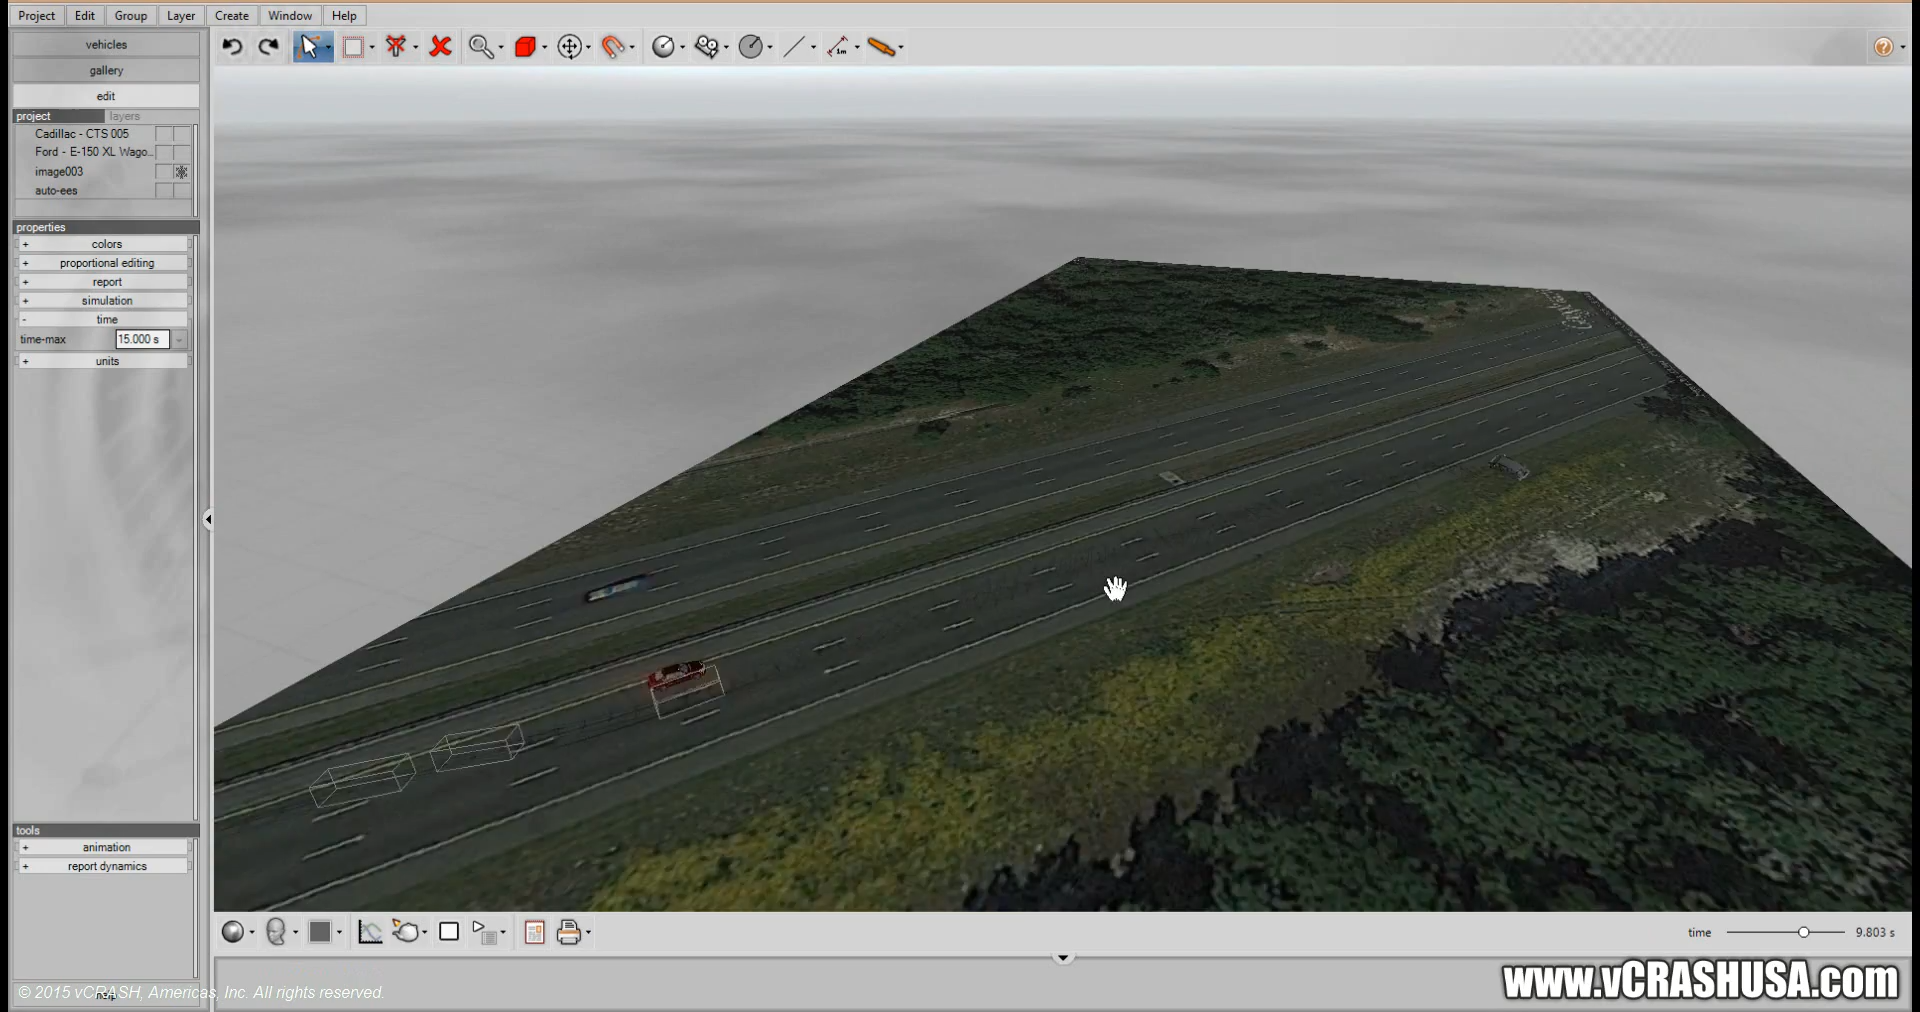 Project Edit Group Layer Create Window Help
vehicles
gallery
edit
project layers
Cadillac - CTS 005
Ford - E-150 XL Wago...
image003
auto-ees
properties
+ colors
+ proportional editing
+ report
+ simulation
- time
time-max 15.000 s
+ units
tools
+ animation
+ report dynamics
1m
time 9.803 s
© 2015 vCRASH, Americas, Inc. All rights reserved.
www.vCRASHUSA.com